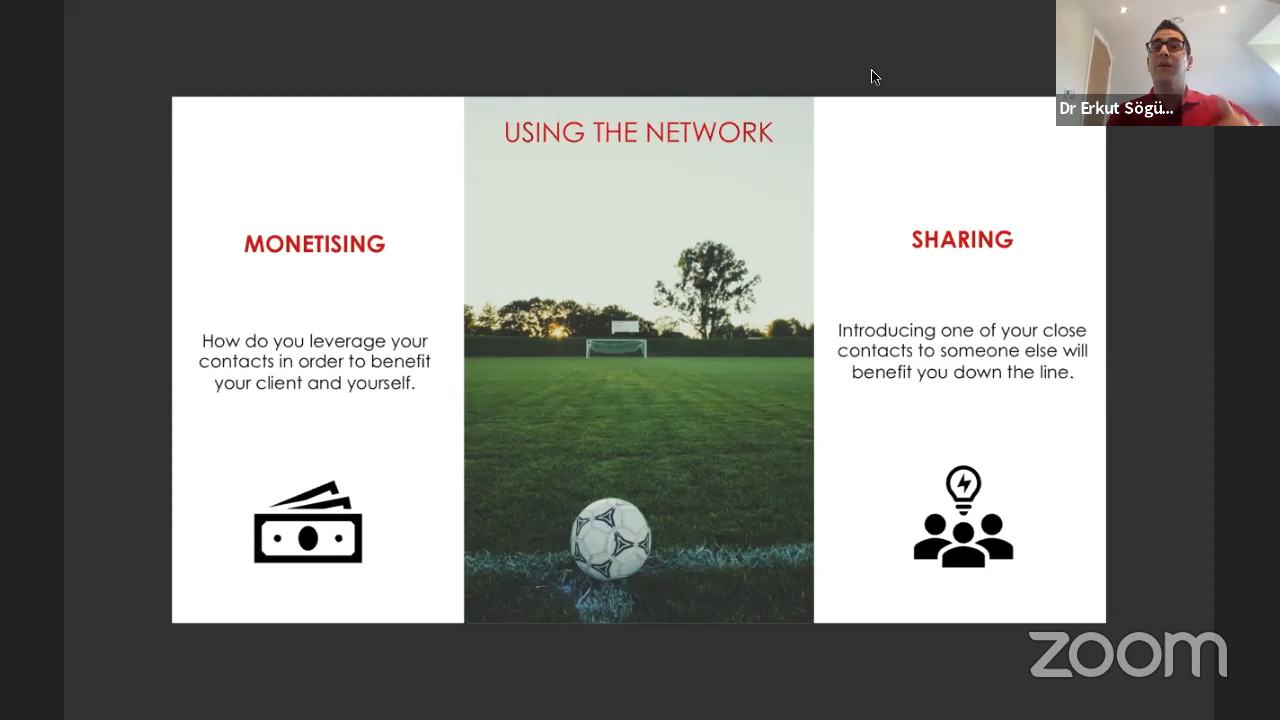 Dr Erkut Sögü...
USING THE NETWORK
MONETISING
How do you leverage your
contacts in order to benefit
your client and yourself.
SHARING
Introducing one of your close
contacts to someone else will
benefit you down the line.
zoom